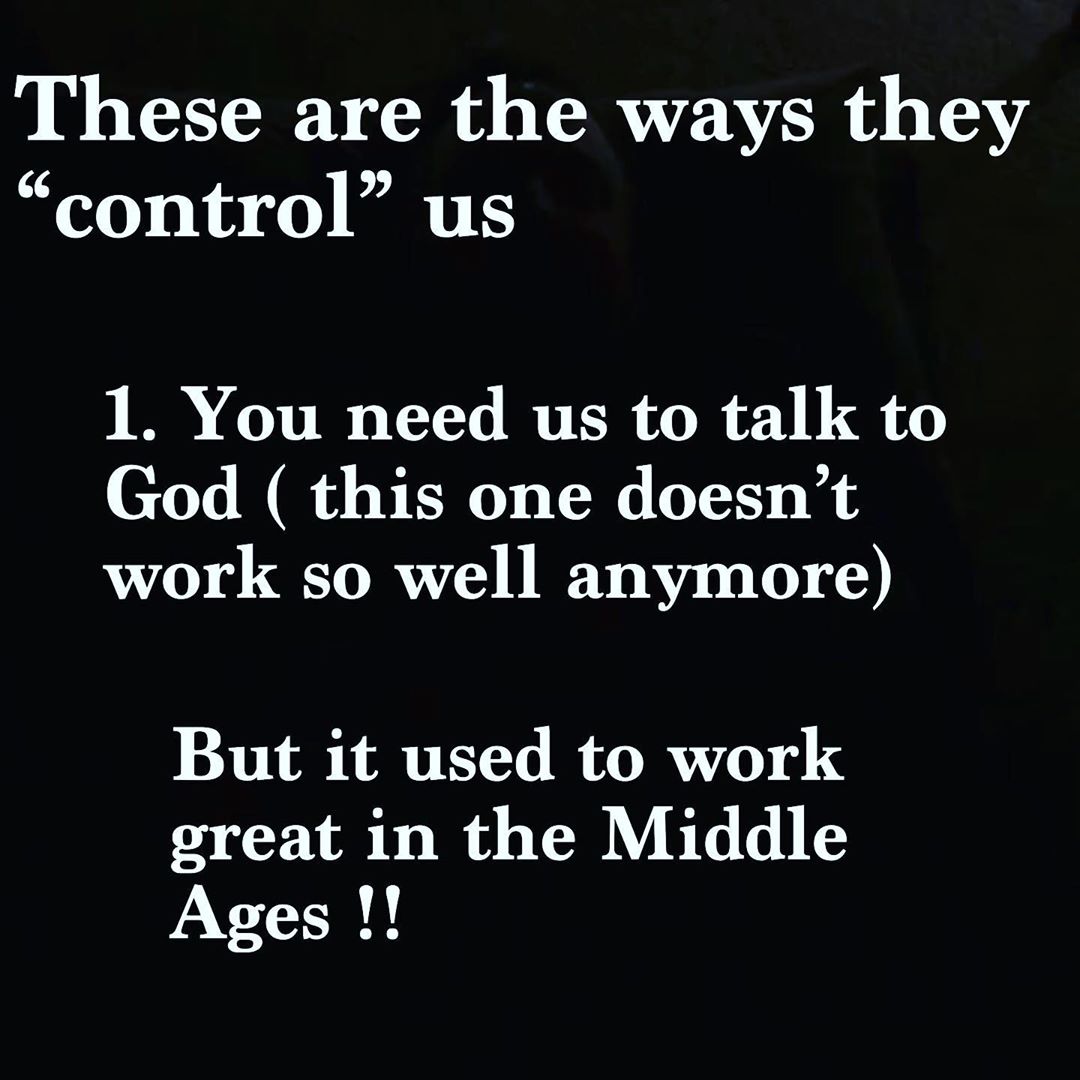 These are the ways they
“control” us
1. You need us to talk to
God ( this one doesn’t
work so well anymore)
But it used to work
great in the Middle
Ages !!